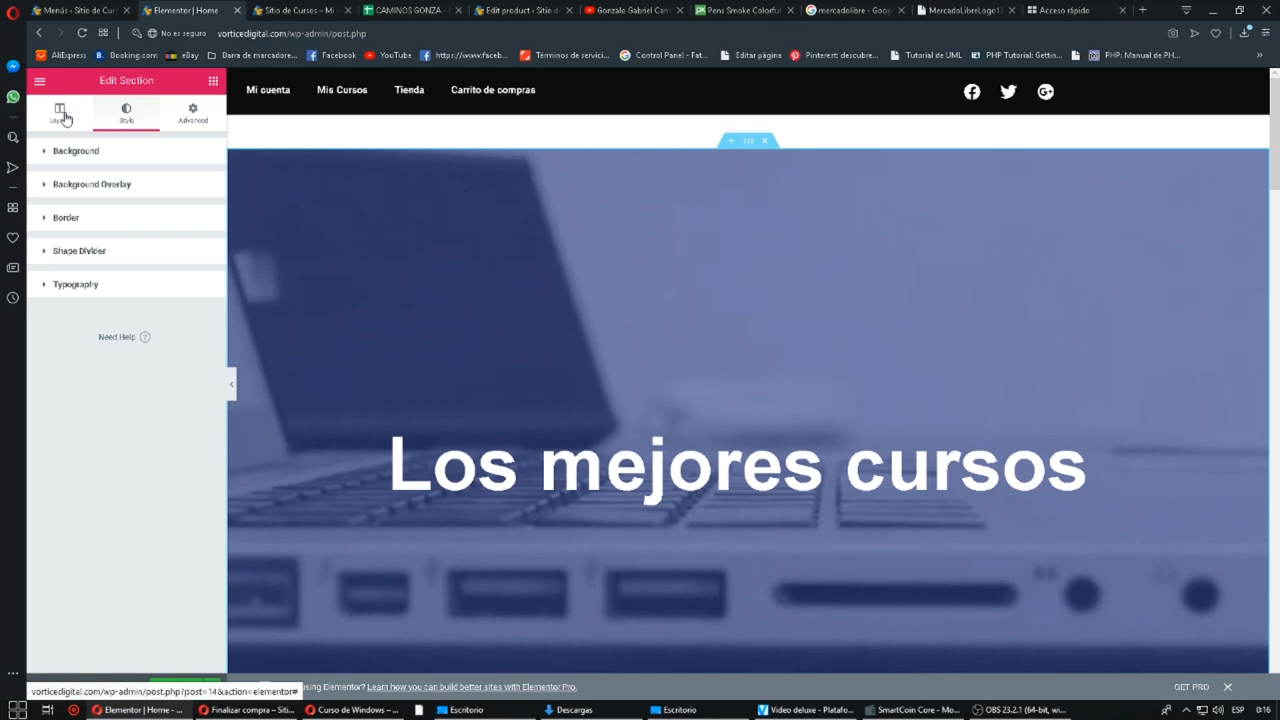 Menús ‹ Sitio de Cur
Elementor | Home
Sitio de Cursos – Mi
CAMINOS GONZA -
Edit product ‹ Sitio d
Gonzalo Gabriel Can
Pens Smoke Colorful
mercadolibre - Goog
MercadoLibreLogo12
Acceso rápido
No es seguro
vorticedigital.com/wp-admin/post.php
AliExpress
Booking.com
eBay
Barra de marcadore...
Facebook
YouTube
https://www.faceb...
Términos de servici...
Control Panel - Fat...
Editar página
Pinterest: descubre...
Tutorial de UML
PHP Tutorial: Gettin...
PHP: Manual de PH...
Edit Section
Style
Advanced
Background
Background Overlay
Border
Shape Divider
Typography
Need Help
Mi cuenta
Mis Cursos
Tienda
Carrito de compras
Los mejores cursos
using Elementor? Learn how you can build better sites with Elementor Pro.
GET PRO
vorticedigital.com/wp-admin/post.php?post=14&action=elementor#
Elementor | Home - ...
Finalizar compra – Siti...
Curso de Windows – ...
Escritorio
Descargas
Escritorio
Video deluxe - Platafo...
SmartCoin Core - Mo...
OBS 23.2.1 (64-bit, wi...
ESP
0:16